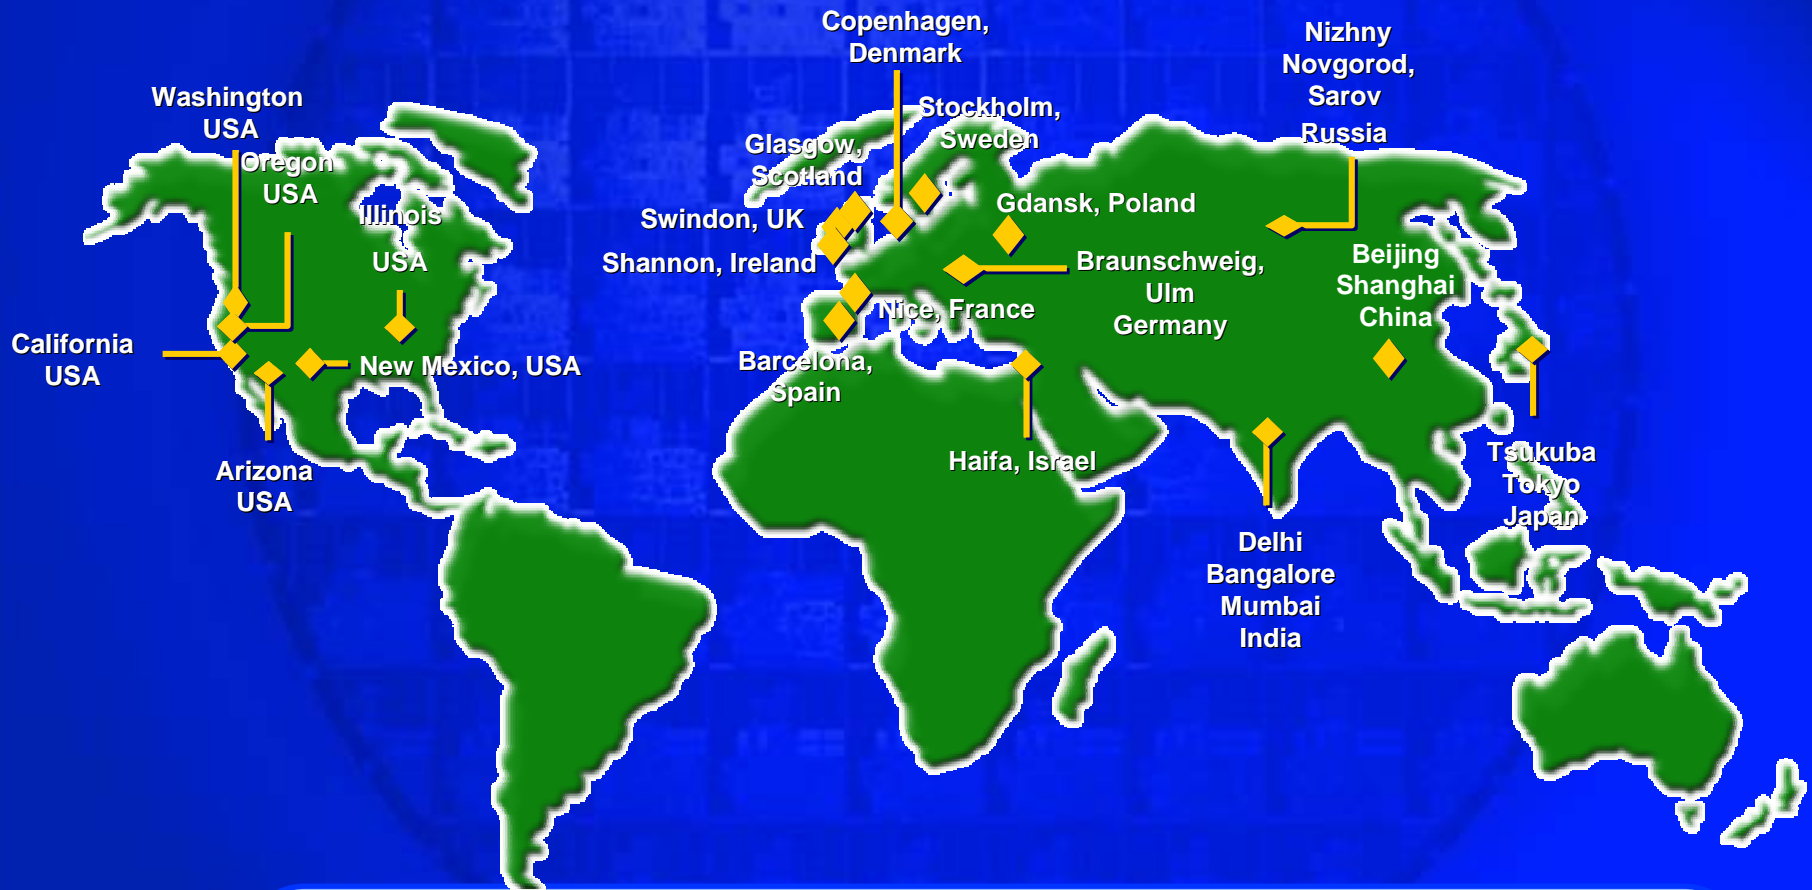 Copenhagen,
Denmark
Nizhny
Novgorod,
Sarov
Russia
Washington
USA
Stockholm,
Sweden
Glasgow,
Scotland
Oregon
USA
Illinois
USA
Swindon, UK
Gdansk, Poland
Shannon, Ireland
Braunschweig,
Ulm
Germany
Beijing
Shanghai
China
Nice, France
California
USA
New Mexico, USA
Barcelona,
Spain
Arizona
USA
Haifa, Israel
Tsukuba
Tokyo
Japan
Delhi
Bangalore
Mumbai
India